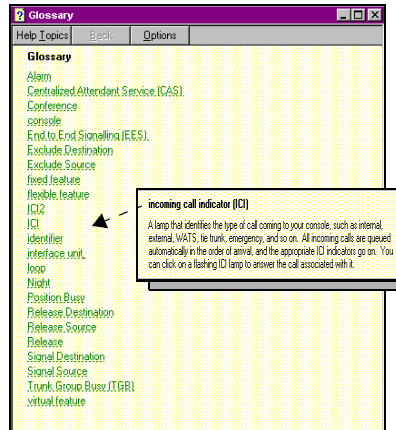 Glossary
Help Topics Back Options
Glossary
Alarm
Centralized Attendant Service (CAS)
Conference
console
End to End Signalling (EES)
Exclude Destination
Exclude Source
fixed feature
flexible feature
ICI2
ICI
identifier
interface unit
loop
Night
Position Busy
Release Destination
Release Source
Release
Signal Destination
Signal Source
Trunk Group Busy (TGB)
virtual feature
incoming call indicator (ICI)
A lamp that identifies the type of call coming to your console, such as internal,
external, WATS, tie trunk, emergency, and so on. All incoming calls are queued
automatically in the order of arrival, and the appropriate ICI indicators go on. You
can click on a flashing ICI lamp to answer the call associated with it.